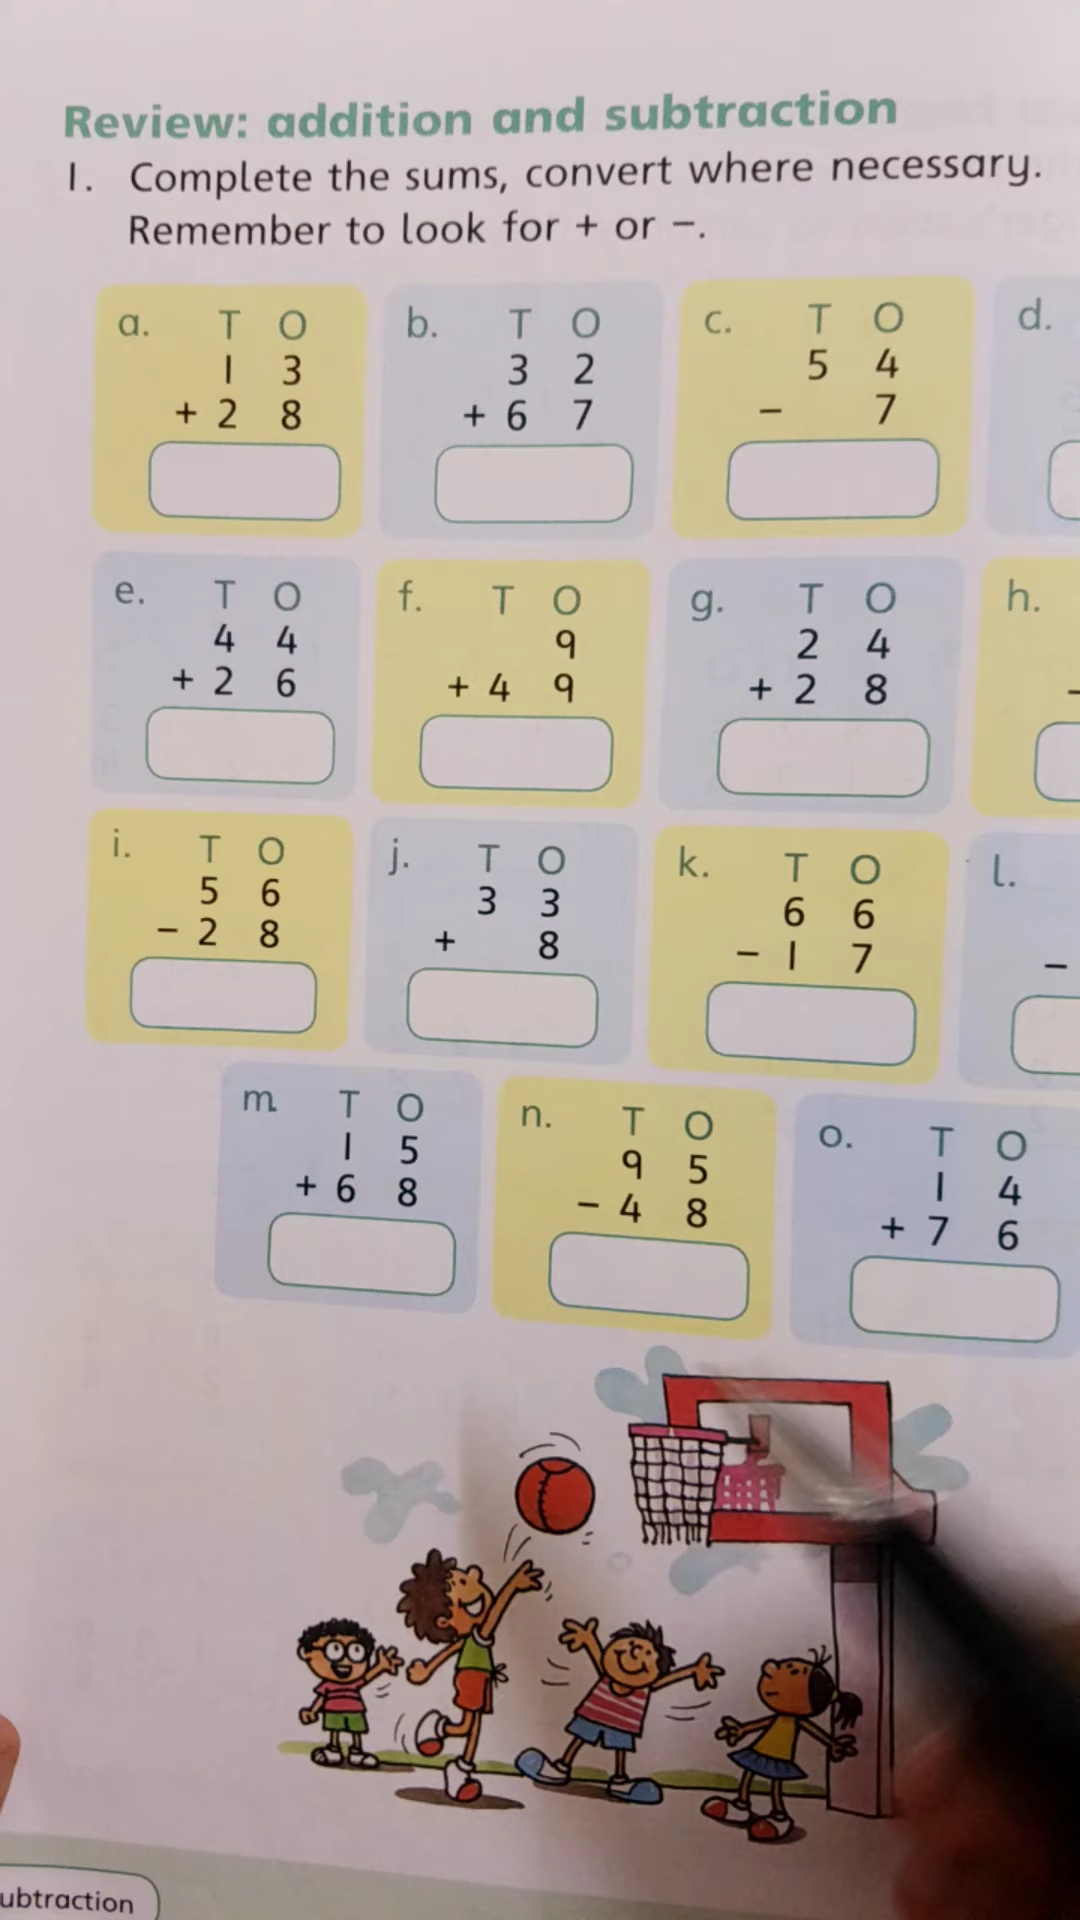 Review: addition and subtraction
1. Complete the sums, convert where necessary.
Remember to look for + or –.
a. T O
1 3
+ 2 8
b. T O
3 2
+ 6 7
c. T O
5 4
– 7
d.
e. T O
4 4
+ 2 6
f. T O
9
+ 4 9
g. T O
2 4
+ 2 8
h.
–
i. T O
5 6
– 2 8
j. T O
3 3
+ 8
k. T O
6 6
– 1 7
l.
–
m T O
1 5
+ 6 8
n. T O
9 5
– 4 8
o. T O
1 4
+ 7 6
ubtraction